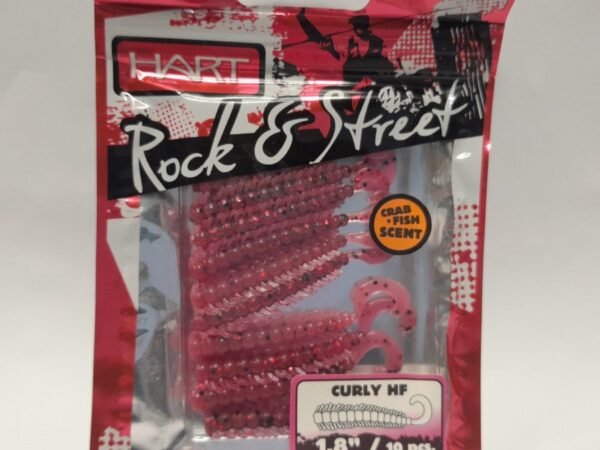 HART
Rock & Street
CRAB
+ FISH
SCENT
CURLY HF
1.8" / 10 pcs.